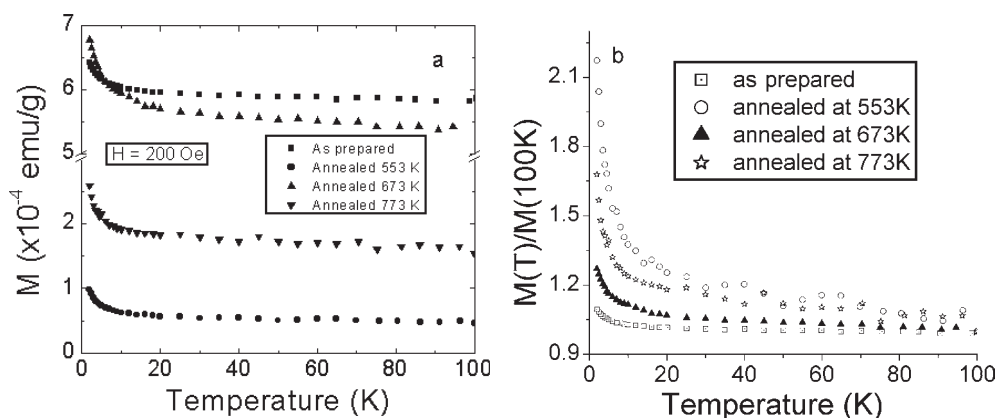 a
M (x10⁻⁴ emu/g)
7
6
5
2
1
0
H = 200 Oe
As prepared
Annealed 553 K
Annealed 673 K
Annealed 773 K
0 20 40 60 80 100
Temperature (K)
b
M(T)/M(100K)
2.1
1.8
1.5
1.2
0.9
as prepared
annealed at 553K
annealed at 673K
annealed at 773K
0 20 40 60 80 100
Temperature (K)